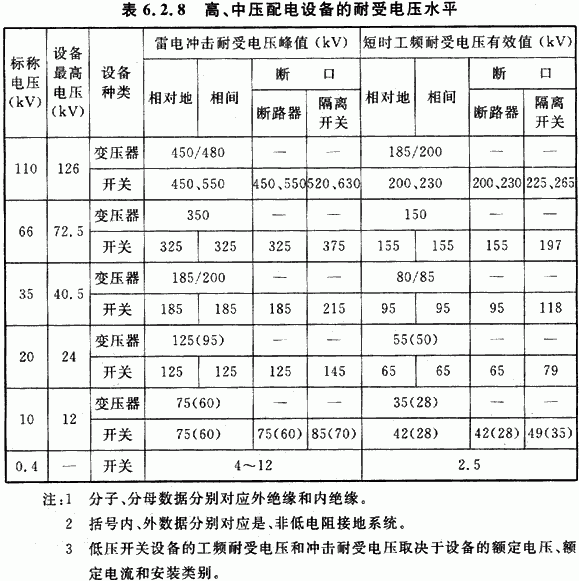 表 6.2.8 高、中压配电设备的耐受电压水平
标称电压(kV) 设备最高电压(kV) 设备种类 雷电冲击耐受电压峰值(kV) 短时工频耐受电压有效值(kV)
相对地 相间 断口 相对地 相间 断口
断路器 隔离开关 断路器 隔离开关
110 126 变压器 450/480 — — 185/200 — —
开关 450、550 450、550 520、630 200、230 200、230 225、265
66 72.5 变压器 350 — — 150 — —
开关 325 325 325 375 155 155 155 197
35 40.5 变压器 185/200 — — 80/85 — —
开关 185 185 185 215 95 95 95 118
20 24 变压器 125(95) — — 55(50) — —
开关 125 125 125 145 65 65 65 79
10 12 变压器 75(60) — — 35(28) — —
开关 75(60) 75(60) 85(70) 42(28) 42(28) 49(35)
0.4 — 开关 4～12 2.5
注:1 分子、分母数据分别对应外绝缘和内绝缘。
2 括号内、外数据分别对应是、非低电阻接地系统。
3 低压开关设备的工频耐受电压和冲击耐受电压取决于设备的额定电压、额
定电流和安装类别。